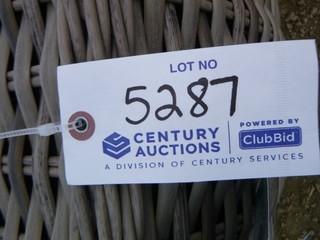 LOT NO
5287
CENTURY AUCTIONS
POWERED BY
ClubBid
A DIVISION OF CENTURY SERVICES